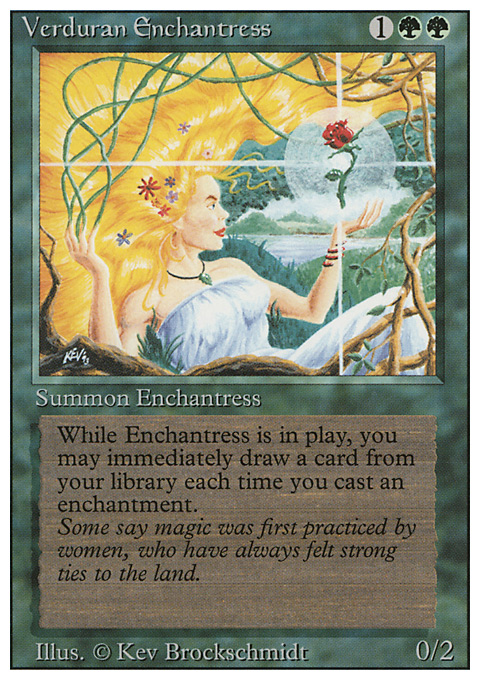 Verduran Enchantress 1
KEV 93
Summon Enchantress
While Enchantress is in play, you
may immediately draw a card from
your library each time you cast an
enchantment.
Some say magic was first practiced by
women, who have always felt strong
ties to the land.
Illus. © Kev Brockschmidt 0/2